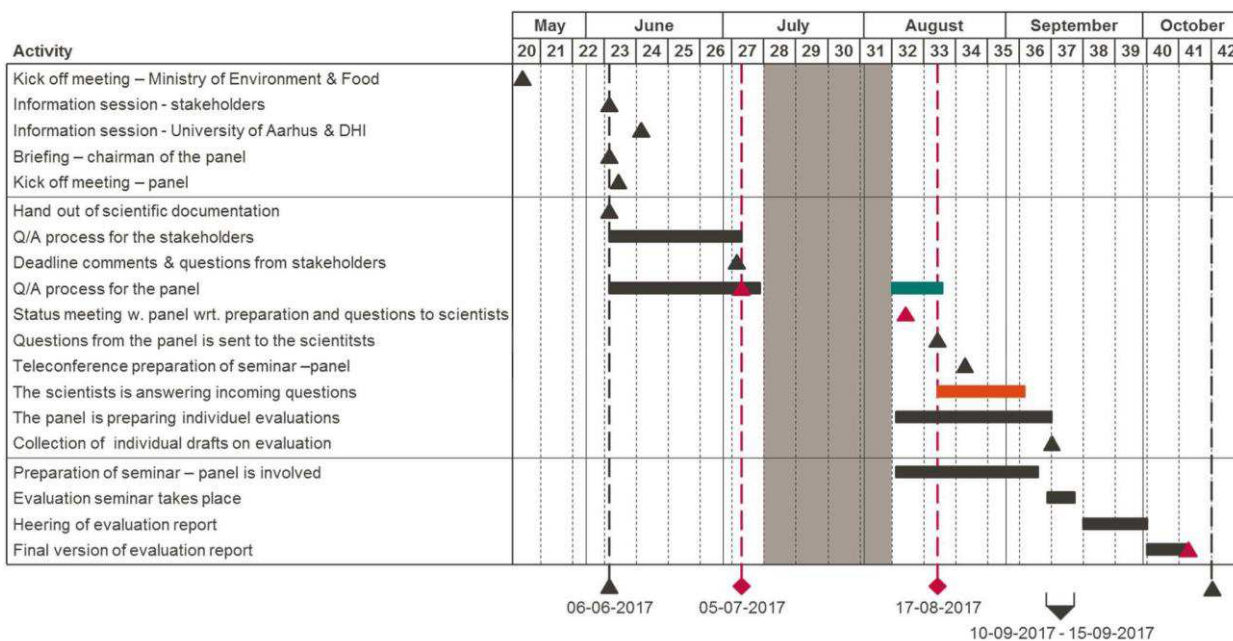 May June July August September October
Activity 20 21 22 23 24 25 26 27 28 29 30 31 32 33 34 35 36 37 38 39 40 41 42
Kick off meeting – Ministry of Environment & Food
Information session - stakeholders
Information session - University of Aarhus & DHI
Briefing – chairman of the panel
Kick off meeting – panel
Hand out of scientific documentation
Q/A process for the stakeholders
Deadline comments & questions from stakeholders
Q/A process for the panel
Status meeting w. panel wrt. preparation and questions to scientists
Questions from the panel is sent to the scientitsts
Teleconference preparation of seminar –panel
The scientists is answering incoming questions
The panel is preparing individuel evaluations
Collection of individual drafts on evaluation
Preparation of seminar – panel is involved
Evaluation seminar takes place
Heering of evaluation report
Final version of evaluation report
06-06-2017 05-07-2017 17-08-2017
10-09-2017 - 15-09-2017